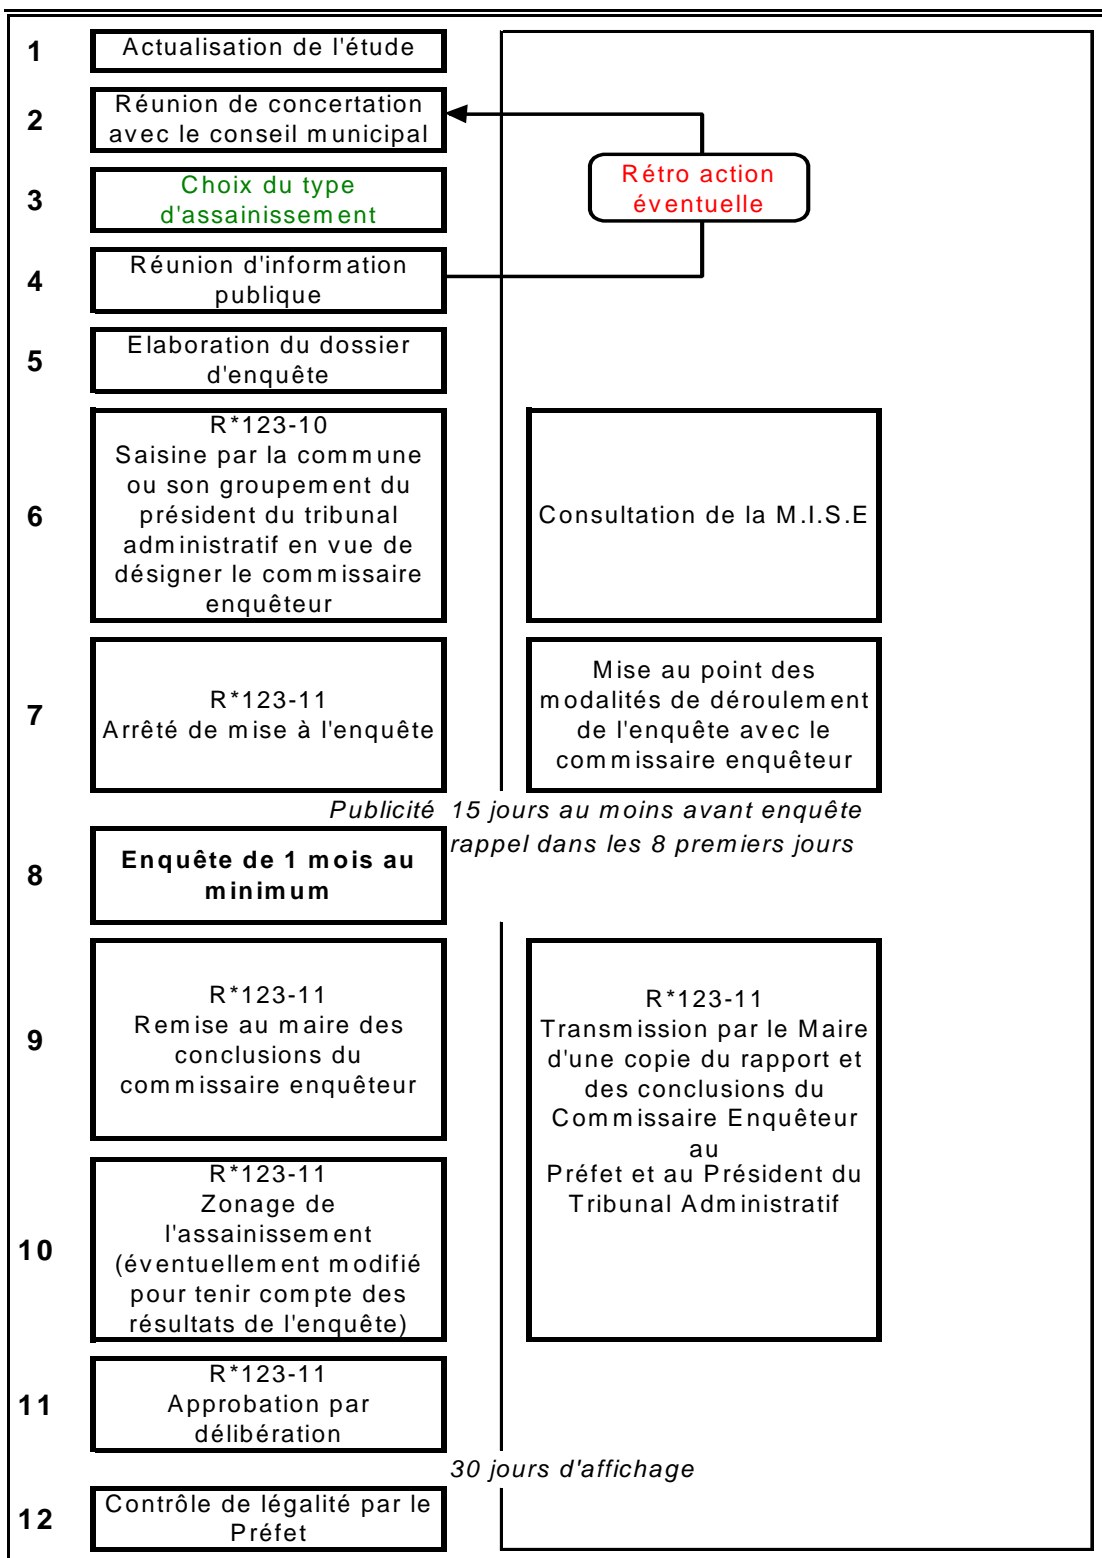 1
Actualisation de l'étude
2
Réunion de concertation
avec le conseil municipal
3
Choix du type
d'assainissement
Rétro action
éventuelle
4
Réunion d'information
publique
5
Elaboration du dossier
d'enquête
6
R*123-10
Saisine par la commune
ou son groupement du
président du tribunal
administratif en vue de
désigner le commissaire
enquêteur
Consultation de la M.I.S.E
7
R*123-11
Arrêté de mise à l'enquête
Mise au point des
modalités de déroulement
de l'enquête avec le
commissaire enquêteur
Publicité 15 jours au moins avant enquête
rappel dans les 8 premiers jours
8
Enquête de 1 mois au
minimum
9
R*123-11
Remise au maire des
conclusions du
commissaire enquêteur
R*123-11
Transmission par le Maire
d'une copie du rapport et
des conclusions du
Commissaire Enquêteur
au
Préfet et au Président du
Tribunal Administratif
10
R*123-11
Zonage de
l'assainissement
(éventuellement modifié
pour tenir compte des
résultats de l'enquête)
11
R*123-11
Approbation par
délibération
30 jours d'affichage
12
Contrôle de légalité par le
Préfet